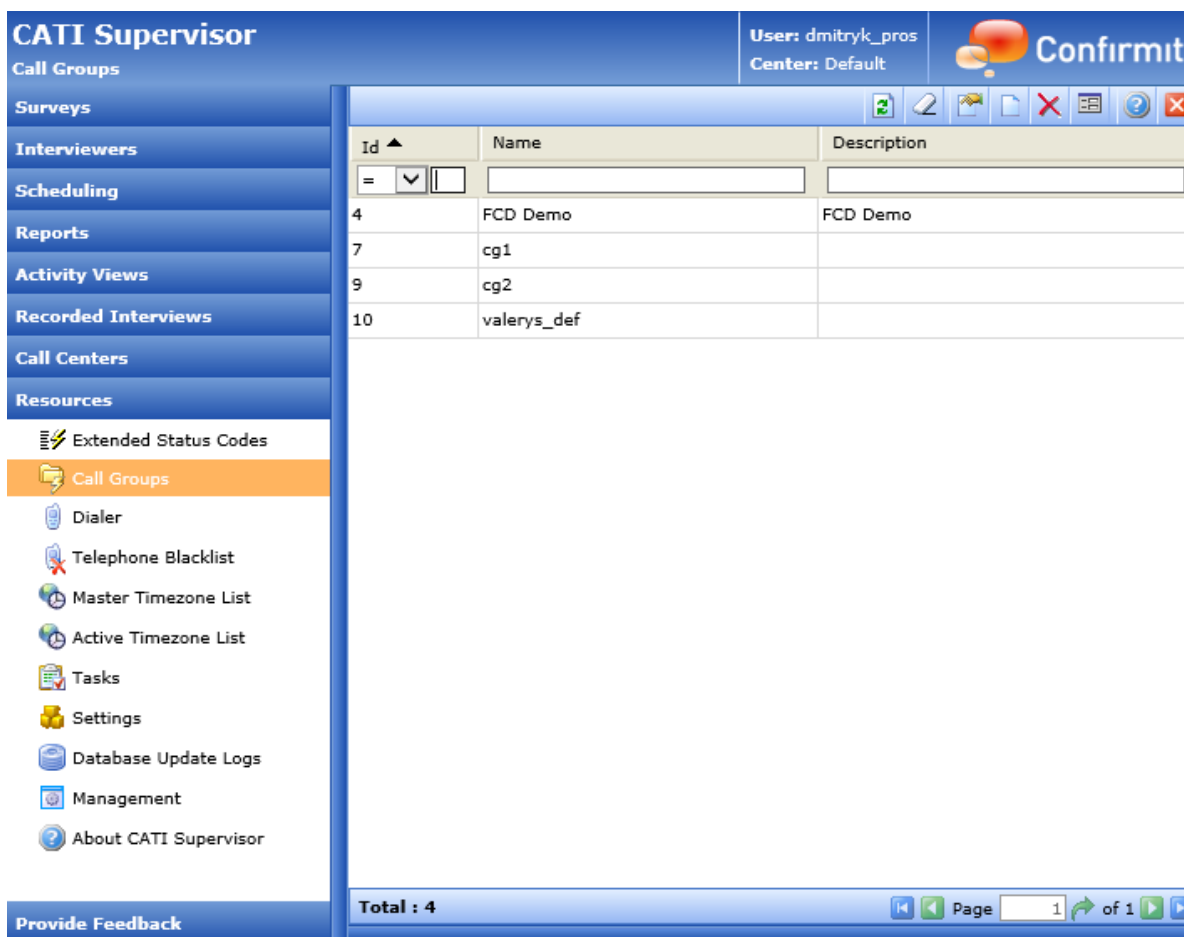 CATI Supervisor
Call Groups
User: dmitryk_pros
Center: Default
Confirmit
Surveys
Interviewers
Scheduling
Reports
Activity Views
Recorded Interviews
Call Centers
Resources
Extended Status Codes
Call Groups
Dialer
Telephone Blacklist
Master Timezone List
Active Timezone List
Tasks
Settings
Database Update Logs
Management
About CATI Supervisor
Provide Feedback
Id Name Description
=
4 FCD Demo FCD Demo
7 cg1
9 cg2
10 valerys_def
Total : 4
Page 1 of 1